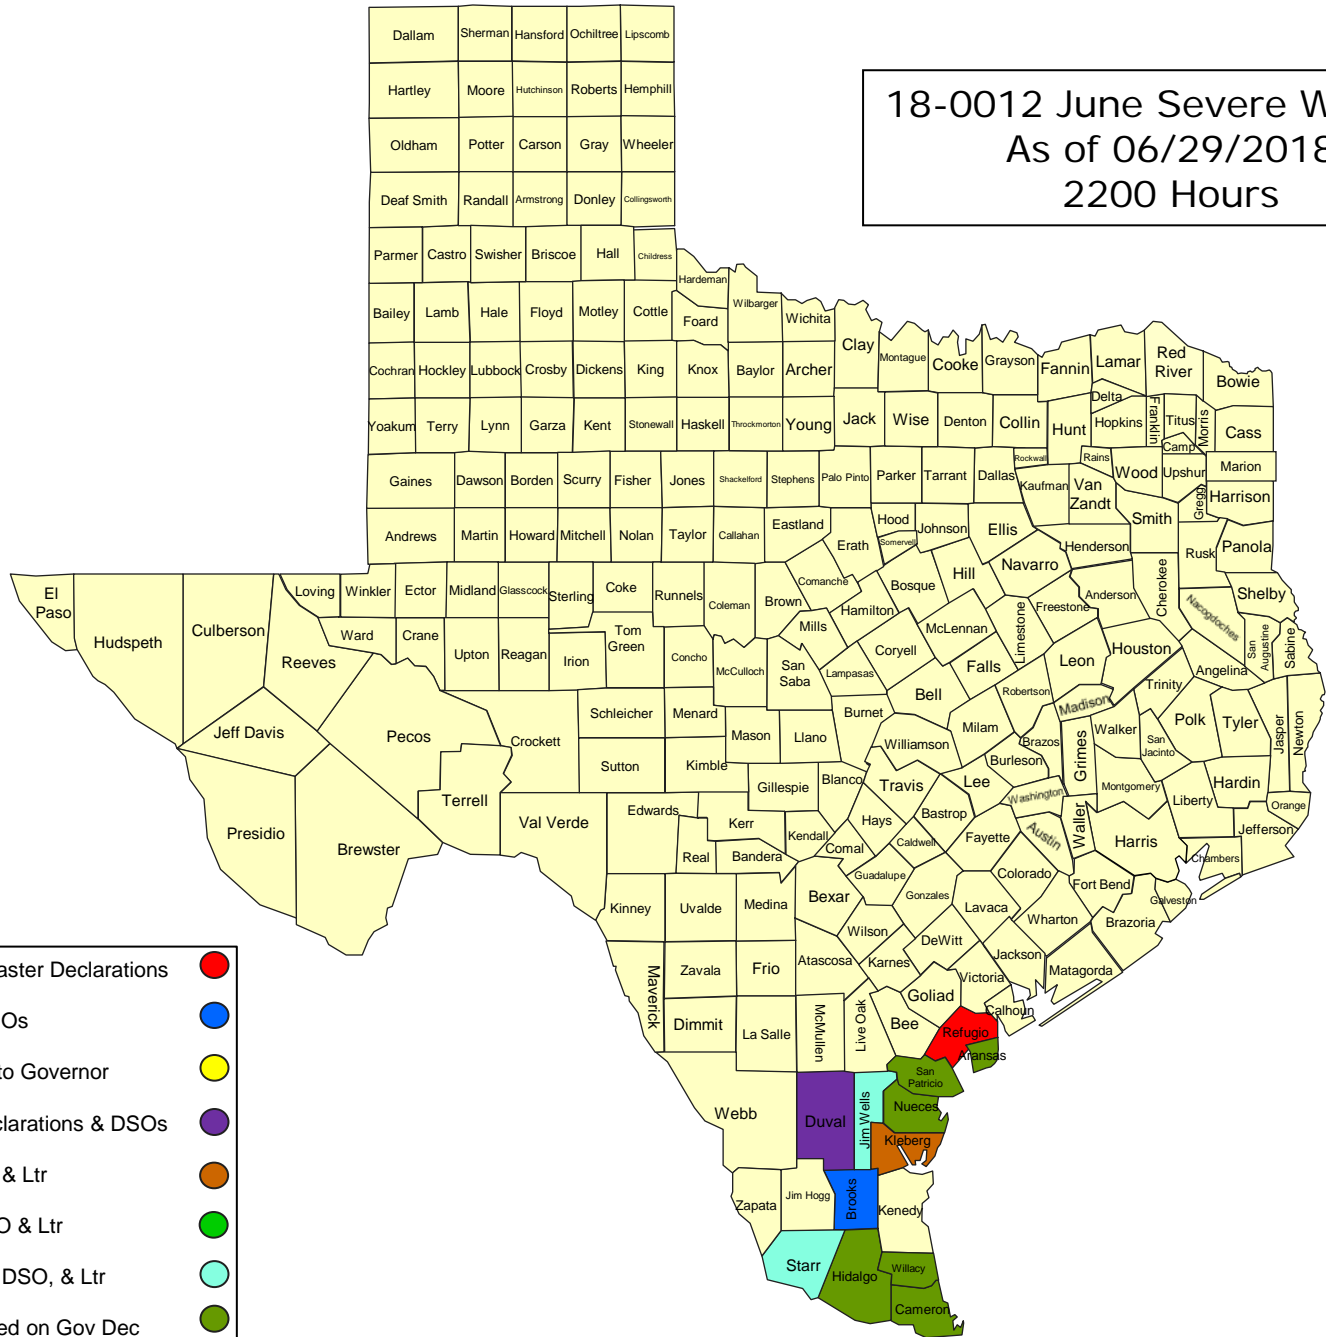 Dallam Sherman Hansford Ochiltree Lipscomb
Hartley Moore Hutchinson Roberts Hemphill
18-0012 June Severe W
As of 06/29/2018
2200 Hours
Oldham Potter Carson Gray Wheeler
Deaf Smith Randall Armstrong Donley Collingsworth
Parmer Castro Swisher Briscoe Hall Childress
Hardeman
Bailey Lamb Hale Floyd Motley Cottle Foard Wilbarger Wichita
Clay Montague Cooke Grayson Fannin Lamar Red
River Bowie
Cochran Hockley Lubbock Crosby Dickens King Knox Baylor Archer
Delta
Yoakum Terry Lynn Garza Kent Stonewall Haskell Throckmorton Young Jack Wise Denton Collin Hunt Hopkins Franklin Titus Morris Cass
Camp
Rockwall Rains
Gaines Dawson Borden Scurry Fisher Jones Shackelford Stephens Palo Pinto Parker Tarrant Dallas Kaufman Van
Zandt Wood Upshur Marion
Gregg Harrison
Andrews Martin Howard Mitchell Nolan Taylor Callahan Eastland Erath Hood Somervell Johnson Ellis Henderson Smith Rusk Panola
El
Paso Hudspeth Culberson Loving Winkler Ector Midland Glasscock Sterling Coke Runnels Coleman Brown Comanche Hamilton Bosque Hill Navarro Freestone Anderson Cherokee Nacogdoches Shelby
Reeves Ward Crane Upton Reagan Irion Tom
Green Concho McCulloch San
Saba Mills Lampasas Coryell McLennan Limestone Falls Leon Houston Angelina San
Augustine Sabine
Jeff Davis Pecos Crockett Schleicher Menard Mason Llano Burnet Bell Milam Robertson Madison Trinity
Sutton Kimble Gillespie Blanco Williamson Travis Lee Burleson Brazos Grimes Walker San
Jacinto Polk Tyler Jasper Newton
Presidio Brewster Terrell Val Verde Edwards Kerr Real Bandera Kendall Comal Hays Caldwell Bastrop Fayette Washington Austin Waller Montgomery Harris Liberty Hardin Orange Jefferson
Chambers
Kinney Uvalde Medina Bexar Guadalupe Gonzales Lavaca Colorado Wharton Fort Bend Brazoria Galveston
Maverick Zavala Frio Atascosa Wilson Karnes DeWitt Victoria Jackson Matagorda
Dimmit La Salle McMullen Live Oak Bee Goliad Refugio Calhoun
Aransas
San
Patricio
Webb Duval Jim Wells Nueces
Kleberg
Zapata Jim Hogg Brooks Kenedy
Starr Hidalgo Willacy
Cameron
aster Declarations
Os
to Governor
clarations & DSOs
& Ltr
O & Ltr
DSO, & Ltr
ed on Gov Dec